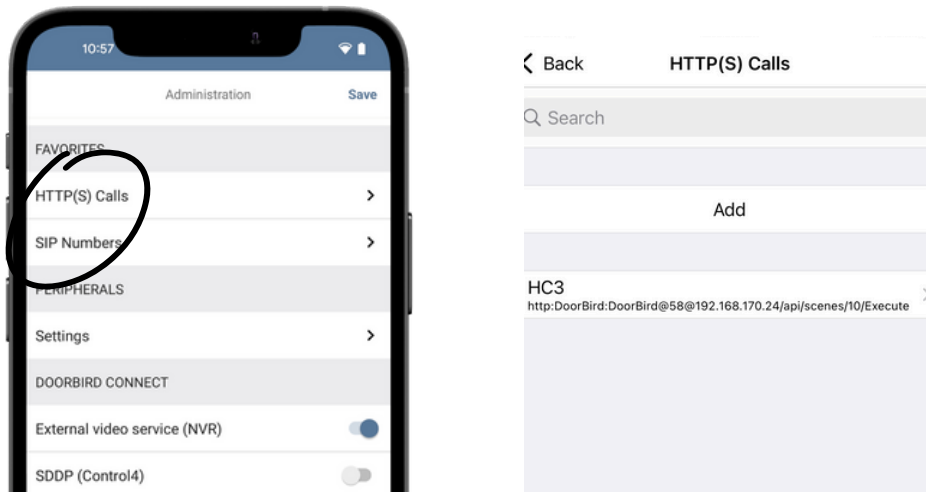 10:57
Administration
Save
FAVORITES
HTTP(S) Calls
SIP Numbers
PERIPHERALS
Settings
DOORBIRD CONNECT
External video service (NVR)
SDDP (Control4)
Back
HTTP(S) Calls
Search
Add
HC3
http:DoorBird:DoorBird@58@192.168.170.24/api/scenes/10/Execute